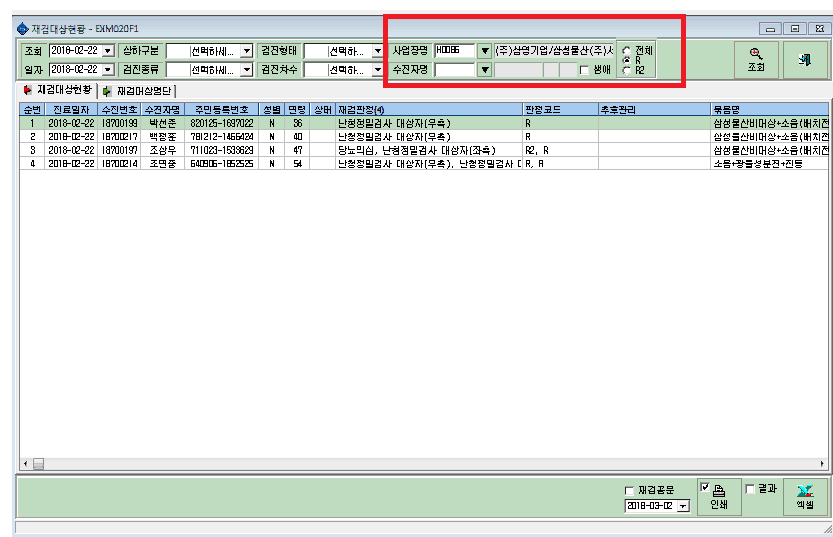 재검대상현황 - EXM020F1
조회 2018-02-22 상하구분 선택하세... 검진형태 선택하... 사업장명 H0086 (주)삼영기업/삼성물산(주)사 전체
일자 2018-02-22 검진종류 선택하세... 검진차수 선택하... 수진자명 생애 R R2 조회
재검대상현황 재검대상명단
순번 진료일자 수진번호 수진자명 주민등록번호 성별 연령 상태 재검판정(4) 판정코드 추후관리 묶음명
1 2018-02-22 18700199 박선준 820125-1697022 N 36 난청정밀검사 대상자(우측) R 삼성물산비대상+소음(배치전
2 2018-02-22 18700217 백정훈 781212-1466424 N 40 난청정밀검사 대상자(우측) R 삼성물산비대상+소음(배치전
3 2018-02-22 18700197 조상우 711023-1538629 N 47 당뇨의심, 난청정밀검사 대상자(좌측) R2, R 삼성물산비대상+소음(배치전
4 2018-02-22 18700214 조연중 640906-1852525 N 54 난청정밀검사 대상자(우측), 난청정밀검사 R, R 소음+광물성분진+진동
재검공문 인쇄 결과 엑셀
2018-03-02